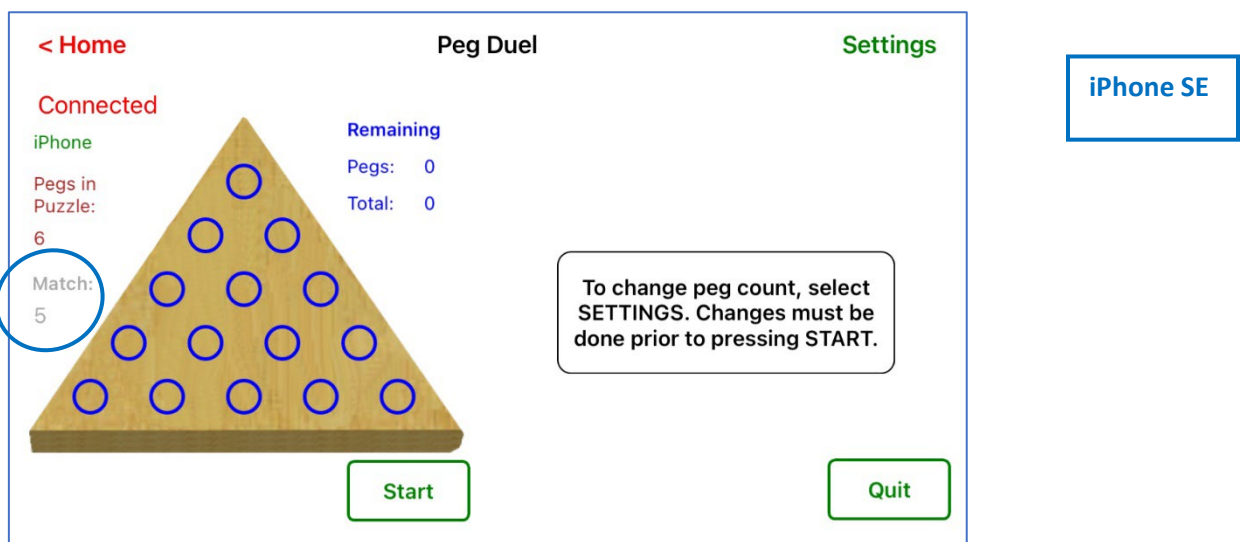 < Home
Peg Duel
Settings
iPhone SE
Connected
iPhone
Remaining
Pegs: 0
Total: 0
Pegs in
Puzzle:
6
Match:
5
To change peg count, select
SETTINGS. Changes must be
done prior to pressing START.
Start
Quit